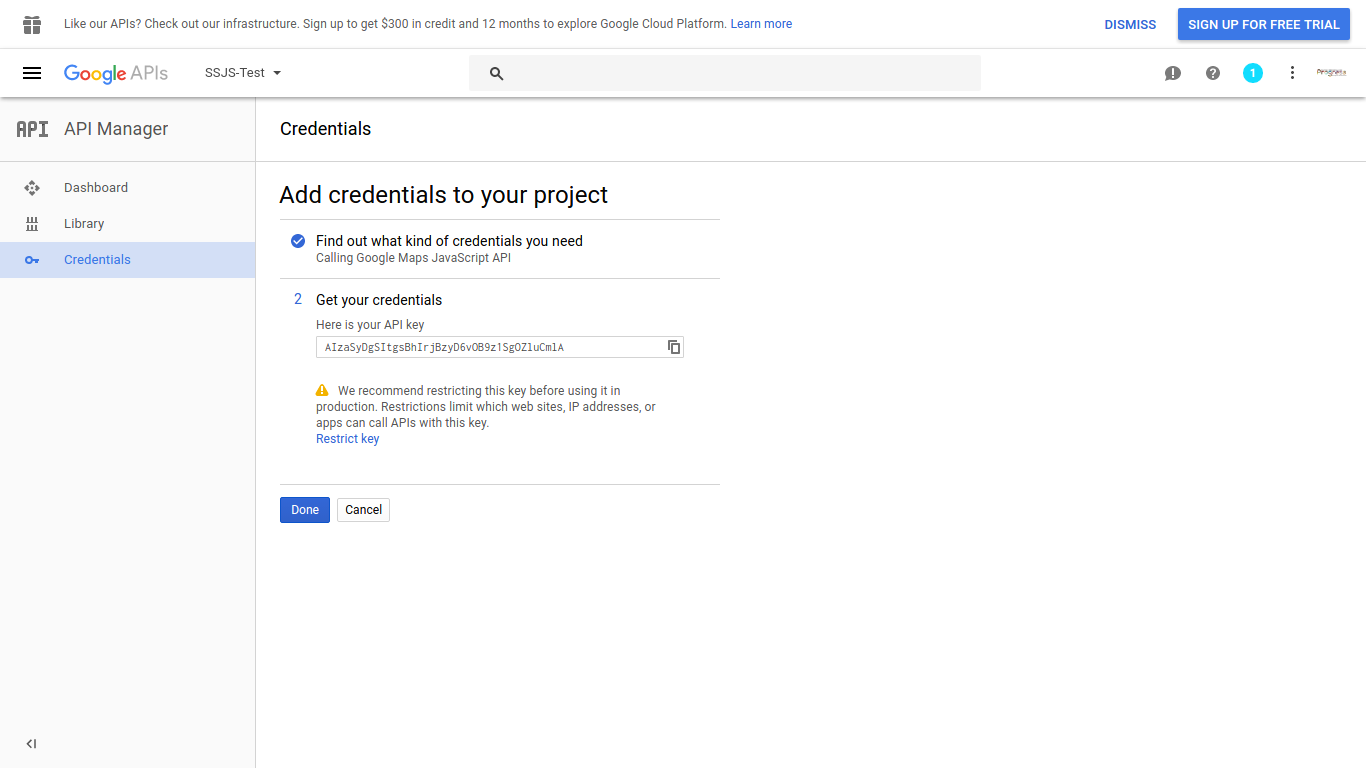 Like our APIs? Check out our infrastructure. Sign up to get $300 in credit and 12 months to explore Google Cloud Platform. Learn more
DISMISS
SIGN UP FOR FREE TRIAL
Google APIs
SSJS-Test
1
API API Manager
Credentials
Dashboard
Library
Credentials
Add credentials to your project
Find out what kind of credentials you need
Calling Google Maps JavaScript API
2 Get your credentials
Here is your API key
AIzaSyDgSItgsBhIrjBzyD6vOB9z1SgOZluCmlA
We recommend restricting this key before using it in
production. Restrictions limit which web sites, IP addresses, or
apps can call APIs with this key.
Restrict key
Done
Cancel